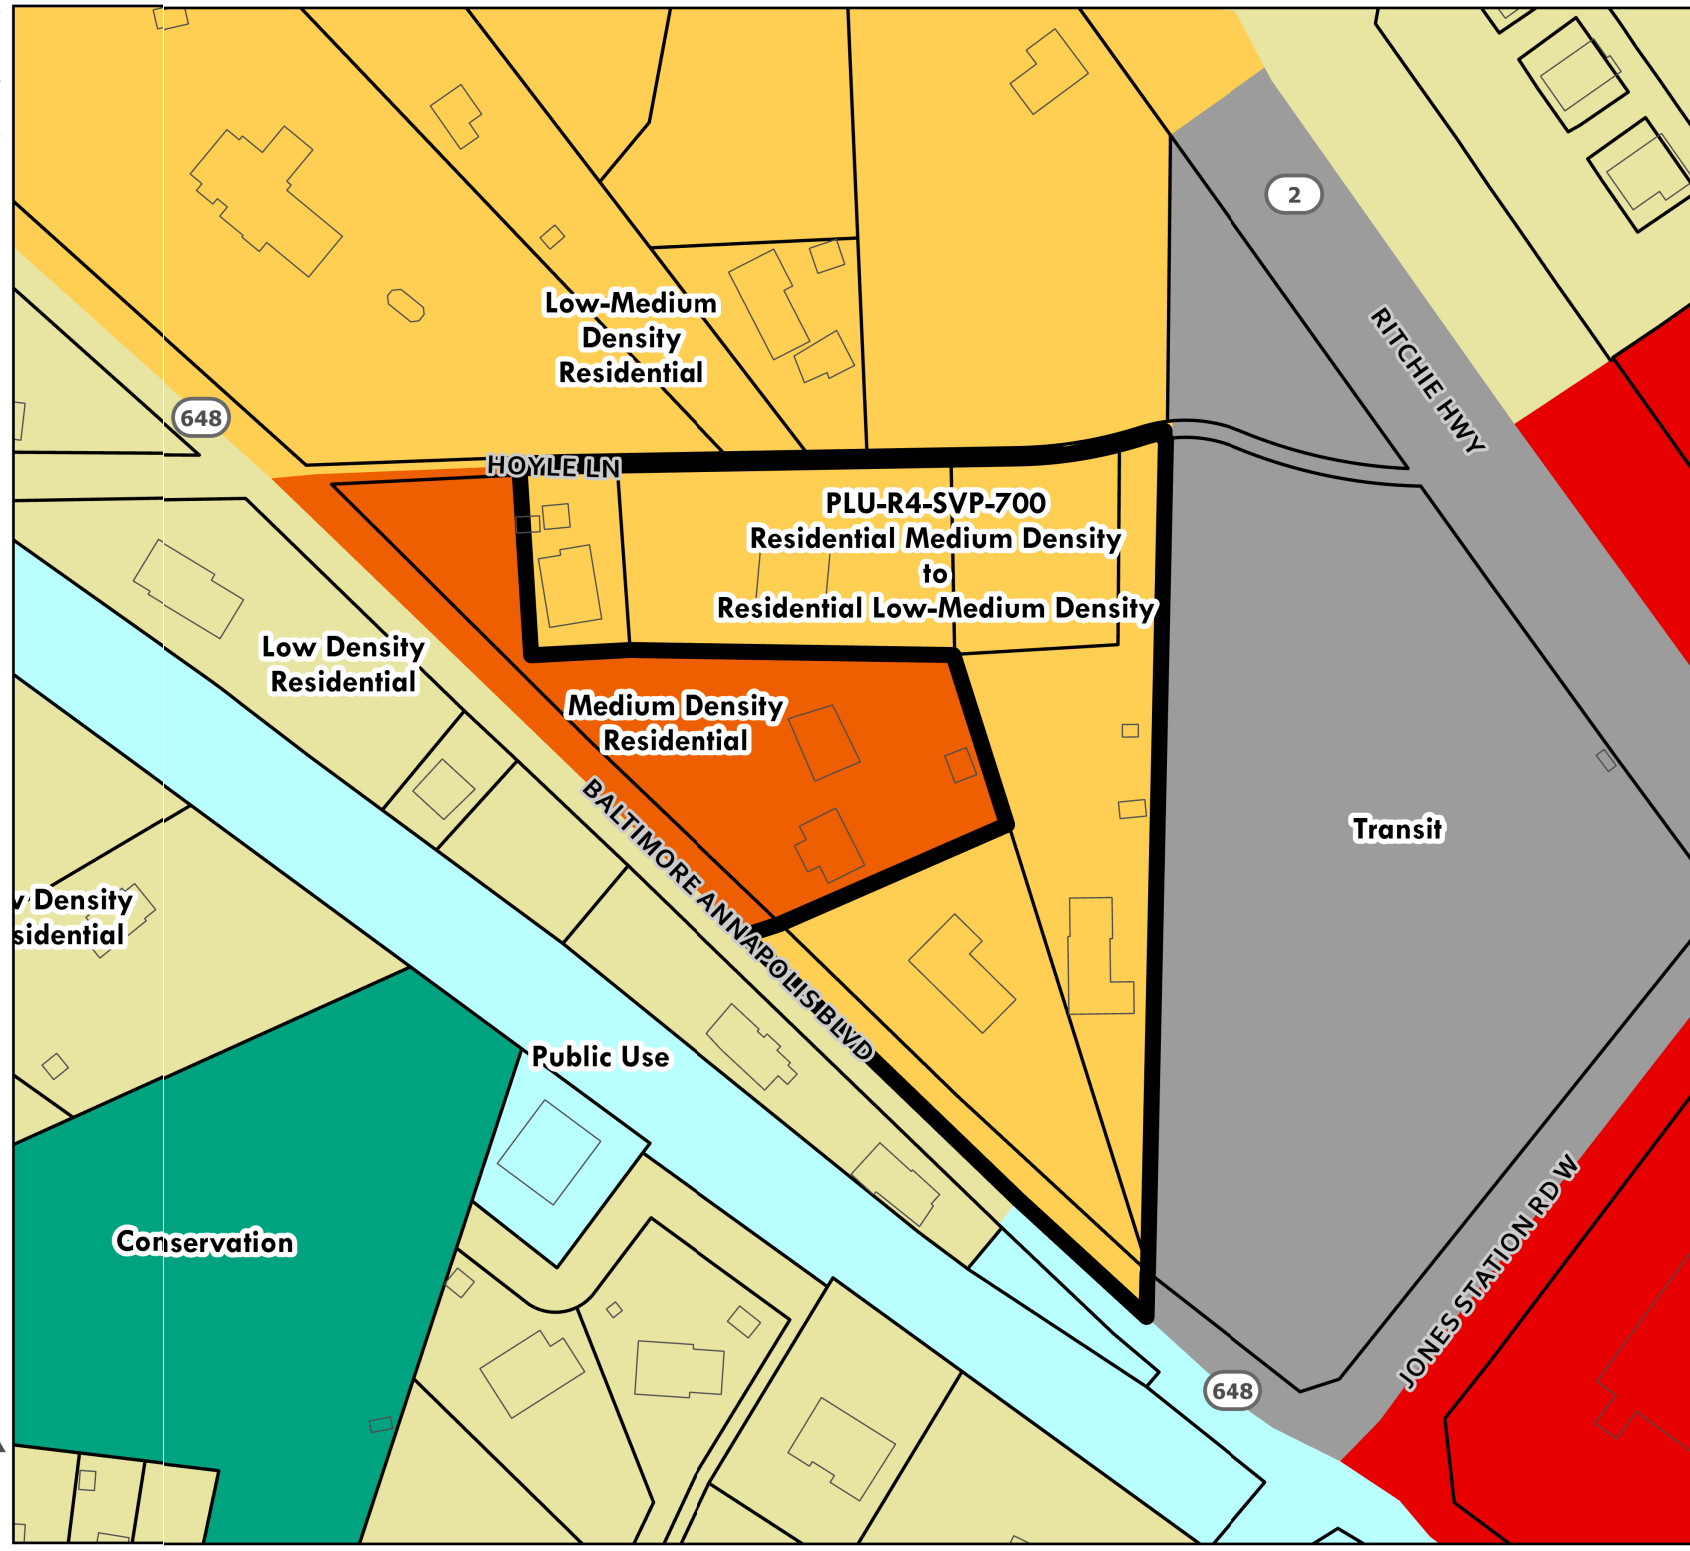 2
RITCHIE HWY
Low-Medium
Density
Residential
648
HOYLE LN
PLU-R4-SVP-700
Residential Medium Density
to
Residential Low-Medium Density
Low Density
Residential
Medium Density
Residential
BALTIMORE ANNAPOLIS BLVD
Transit
Density
Public Use
Conservation
JONES STATION RD W
648